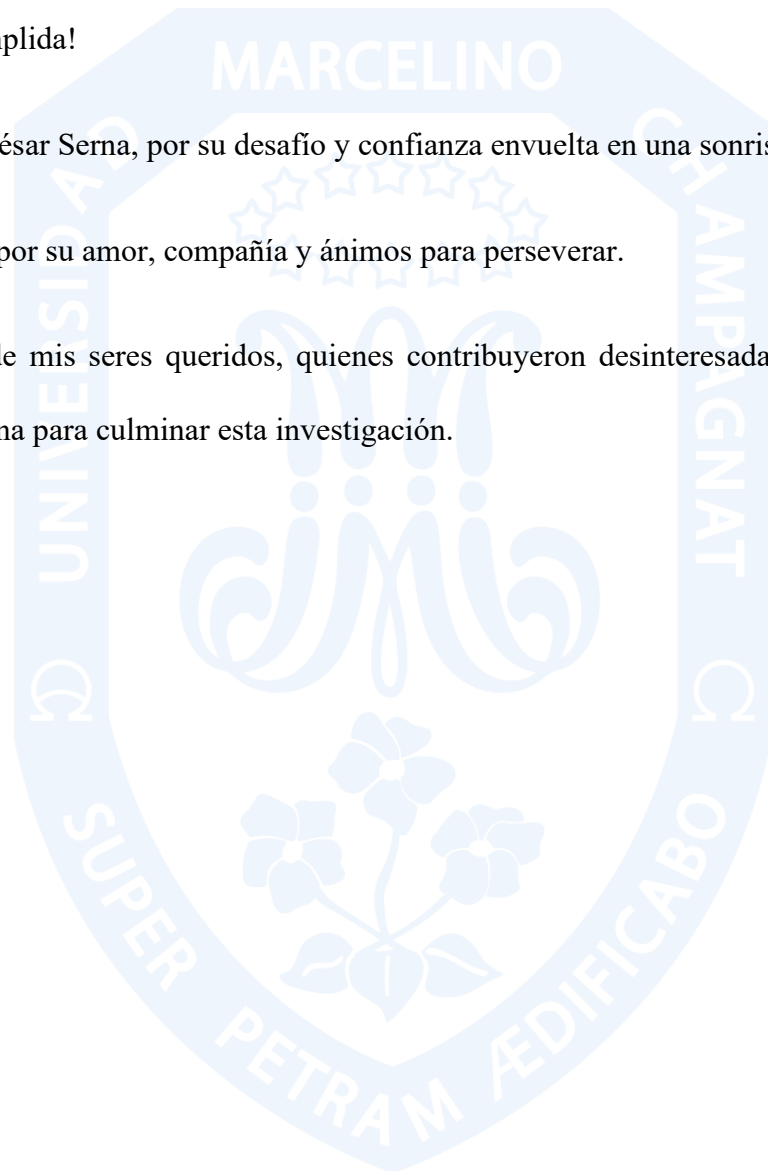 plida!
MARCELINO
ésar Serna, por su desafío y confianza envuelta en una sonris
por su amor, compañía y ánimos para perseverar.
de mis seres queridos, quienes contribuyeron desinteresada
na para culminar esta investigación.
UNIVERSIDAD
CHAMPAGNAT
SUPER PETRAM ÆDIFICABO